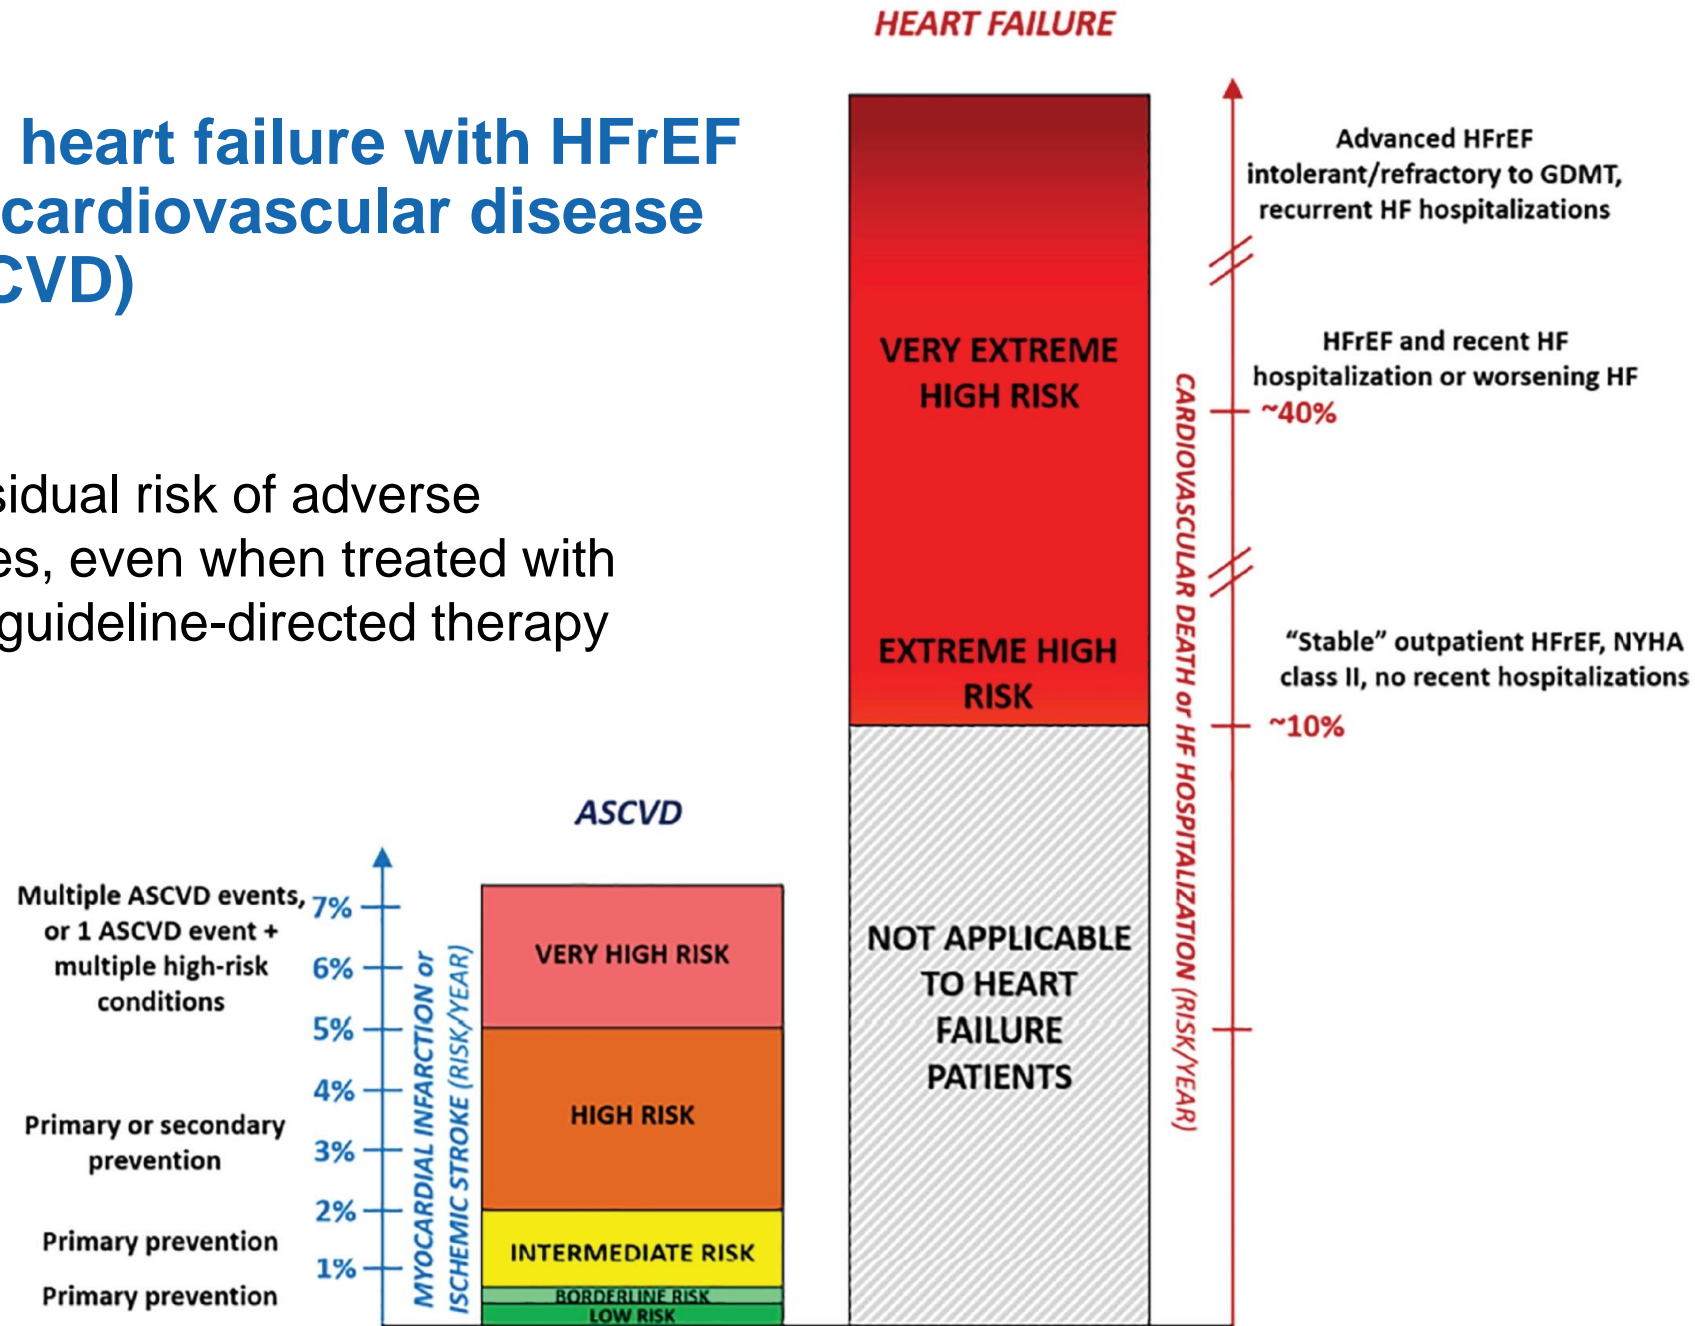 HEART FAILURE
heart failure with HFrEF
cardiovascular disease
CVD)
sidual risk of adverse
es, even when treated with
guideline-directed therapy
VERY EXTREME
HIGH RISK
EXTREME HIGH
RISK
NOT APPLICABLE
TO HEART
FAILURE
PATIENTS
CARDIOVASCULAR DEATH or HF HOSPITALIZATION (RISK/YEAR)
Advanced HFrEF
intolerant/refractory to GDMT,
recurrent HF hospitalizations
HFrEF and recent HF
hospitalization or worsening HF
~40%
“Stable” outpatient HFrEF, NYHA
class II, no recent hospitalizations
~10%
ASCVD
Multiple ASCVD events,
or 1 ASCVD event +
multiple high-risk
conditions
Primary or secondary
prevention
Primary prevention
Primary prevention
7%
6%
5%
4%
3%
2%
1%
MYOCARDIAL INFARCTION or
ISCHEMIC STROKE (RISK/YEAR)
VERY HIGH RISK
HIGH RISK
INTERMEDIATE RISK
BORDERLINE RISK
LOW RISK